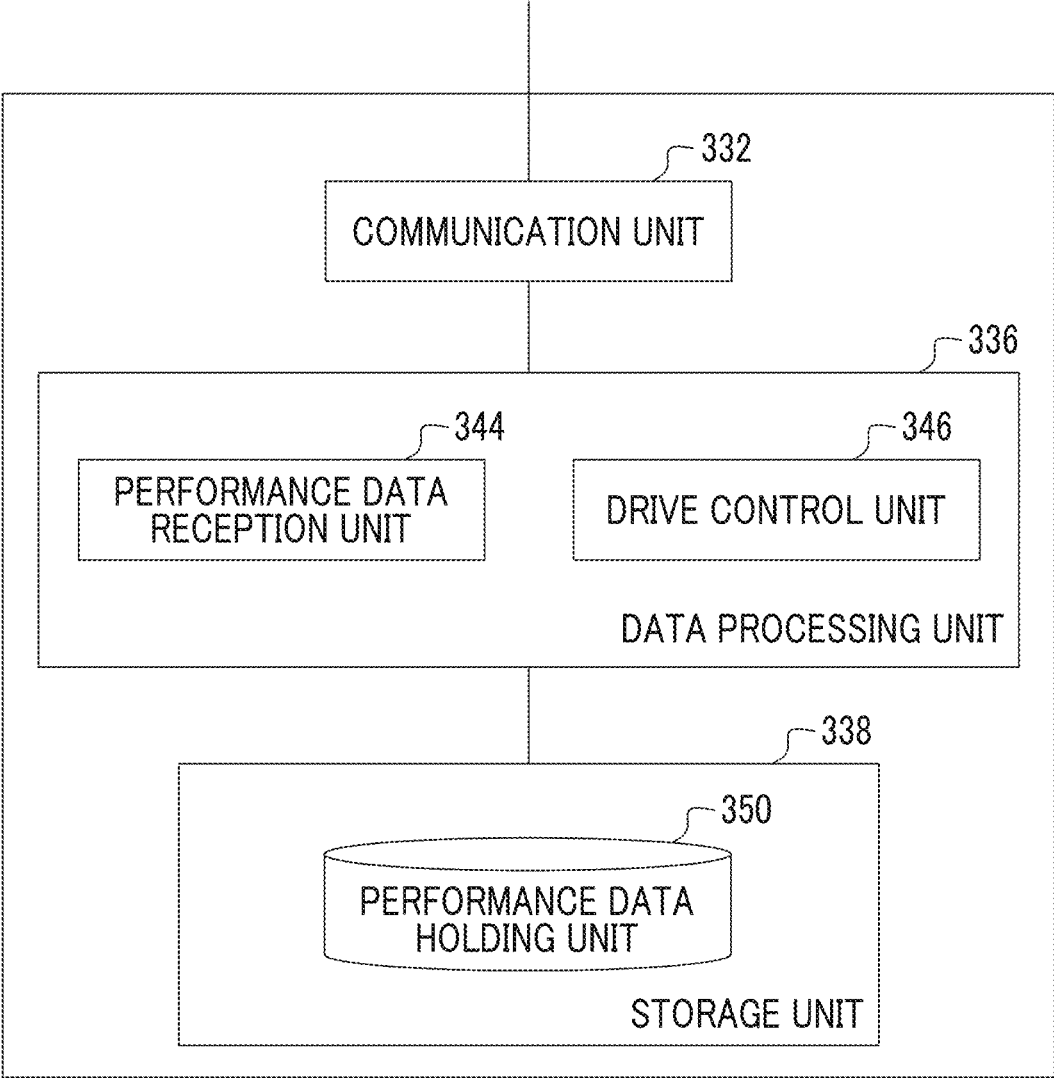 332
COMMUNICATION UNIT
336
344
346
PERFORMANCE DATA
RECEPTION UNIT
DRIVE CONTROL UNIT
DATA PROCESSING UNIT
338
350
PERFORMANCE DATA
HOLDING UNIT
STORAGE UNIT